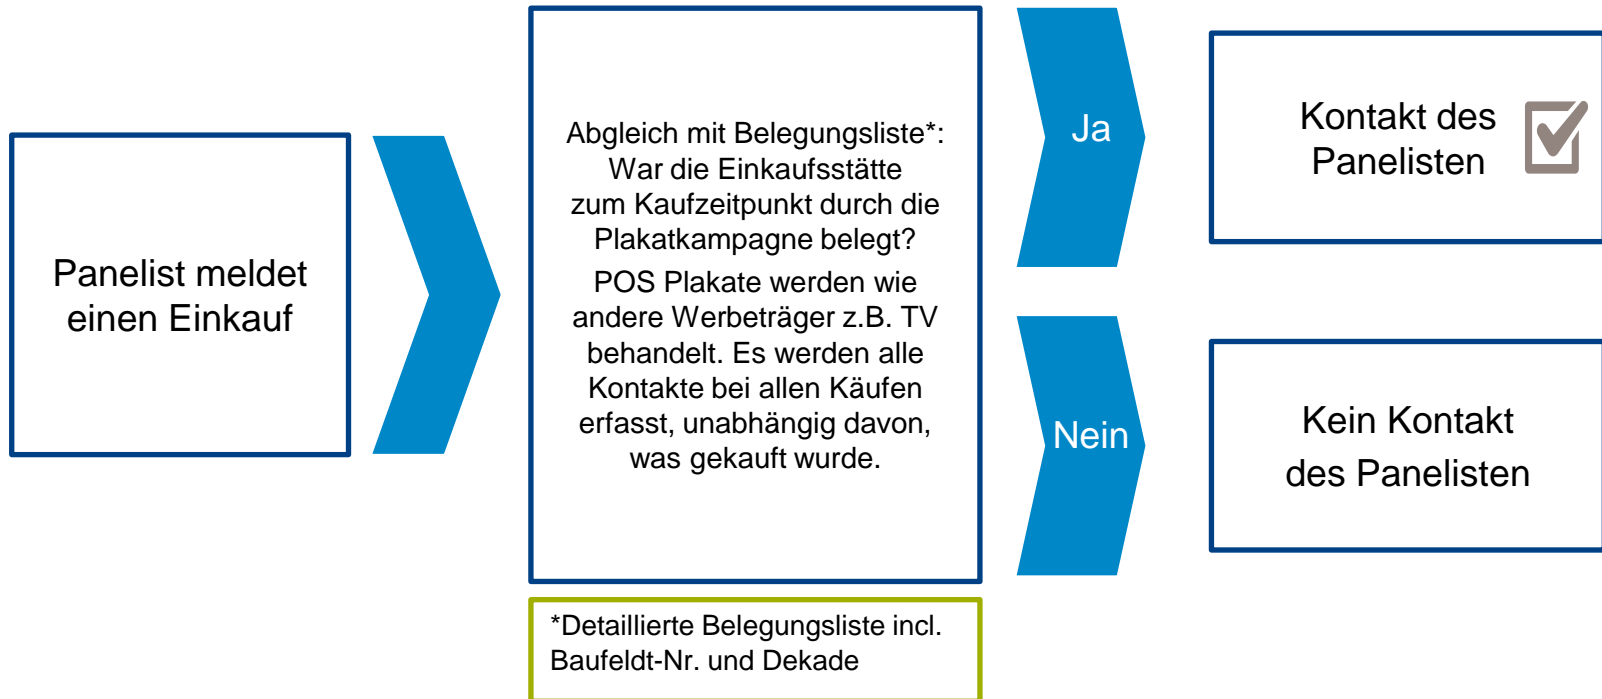 Panelist meldet
einen Einkauf
Abgleich mit Belegungsliste*:
War die Einkaufsstätte
zum Kaufzeitpunkt durch die
Plakatkampagne belegt?
POS Plakate werden wie
andere Werbeträger z.B. TV
behandelt. Es werden alle
Kontakte bei allen Käufen
erfasst, unabhängig davon,
was gekauft wurde.
*Detaillierte Belegungsliste incl.
Baufeldt-Nr. und Dekade
Ja
Kontakt des
Panelisten
Nein
Kein Kontakt
des Panelisten